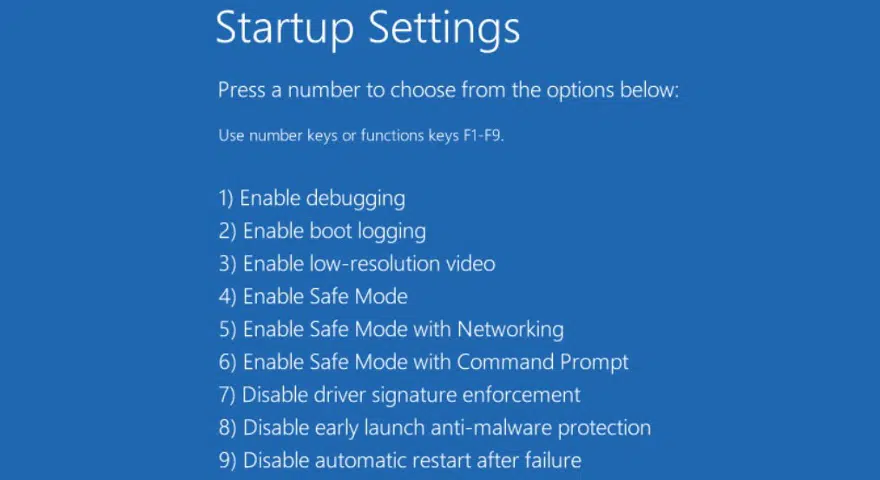 Startup Settings
Press a number to choose from the options below:
Use number keys or functions keys F1-F9.
1) Enable debugging
2) Enable boot logging
3) Enable low-resolution video
4) Enable Safe Mode
5) Enable Safe Mode with Networking
6) Enable Safe Mode with Command Prompt
7) Disable driver signature enforcement
8) Disable early launch anti-malware protection
9) Disable automatic restart after failure